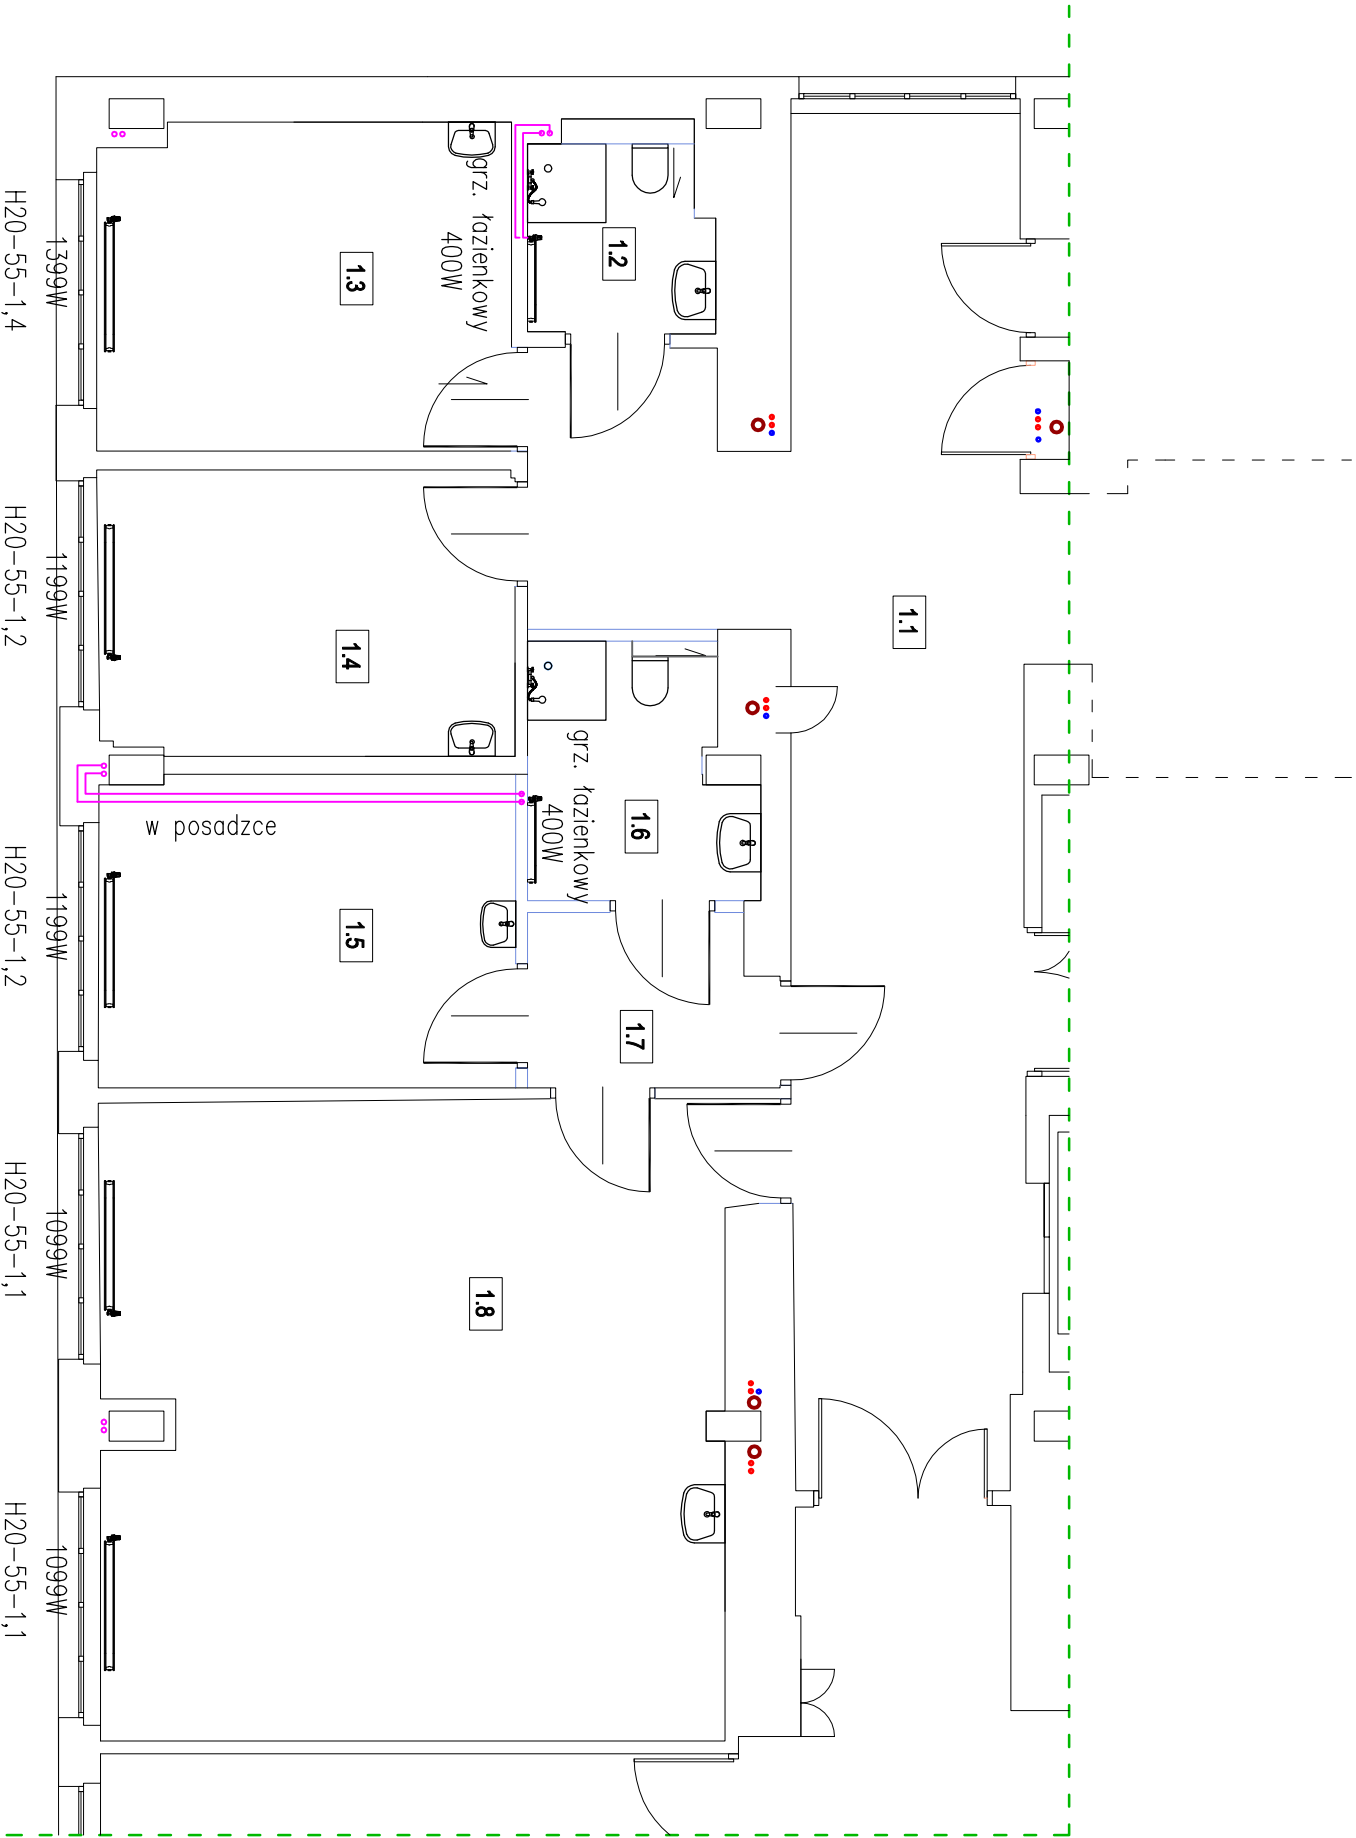 1.1
1.2
grz. łazienkowy
400W
1.3
1399W
H20-55-1,4
1.4
1199W
H20-55-1,2
1.6
grz. łazienkowy
400W
w posadzce
1.5
1199W
H20-55-1,2
1.7
1.8
1099W
H20-55-1,1
1099W
H20-55-1,1